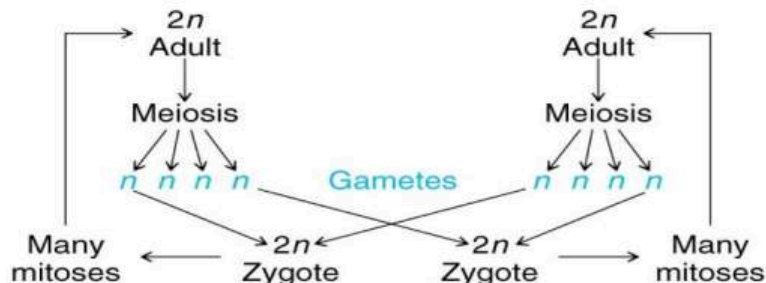 2n 2n
Adult Adult
Meiosis Meiosis
n n n n Gametes n n n n
Many 2n 2n Many
mitoses Zygote Zygote mitoses